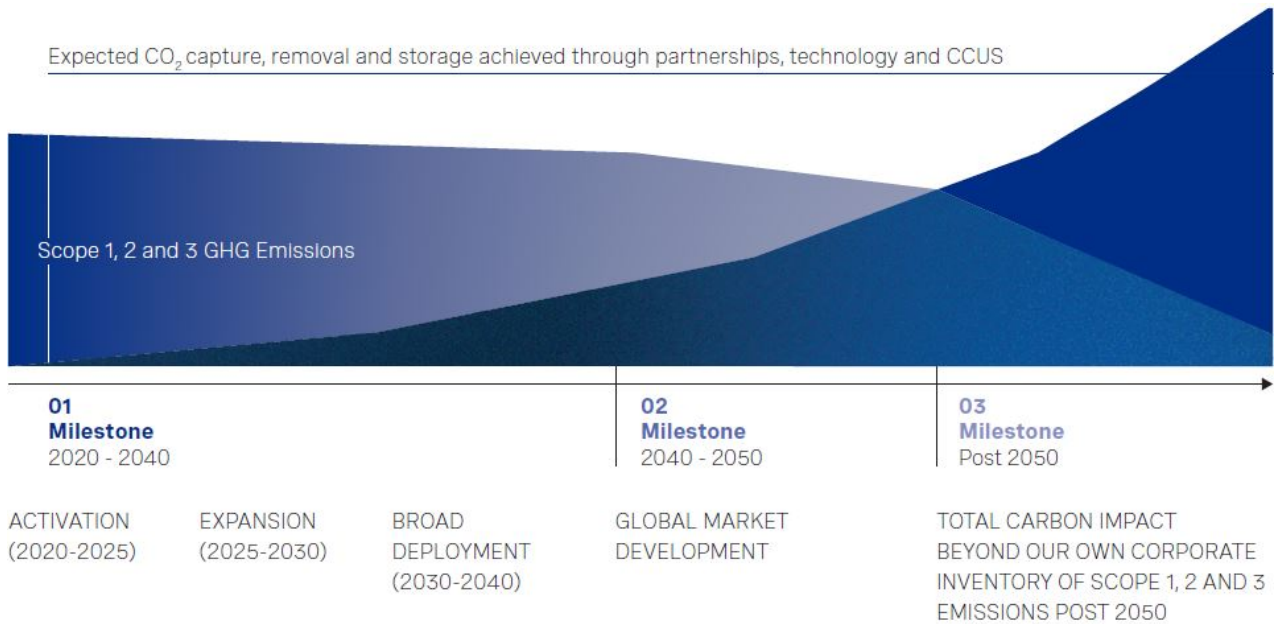 Expected CO₂ capture, removal and storage achieved through partnerships, technology and CCUS
Scope 1, 2 and 3 GHG Emissions
01
Milestone
2020 - 2040
02
Milestone
2040 - 2050
03
Milestone
Post 2050
ACTIVATION
(2020-2025)
EXPANSION
(2025-2030)
BROAD
DEPLOYMENT
(2030-2040)
GLOBAL MARKET
DEVELOPMENT
TOTAL CARBON IMPACT
BEYOND OUR OWN CORPORATE
INVENTORY OF SCOPE 1, 2 AND 3
EMISSIONS POST 2050